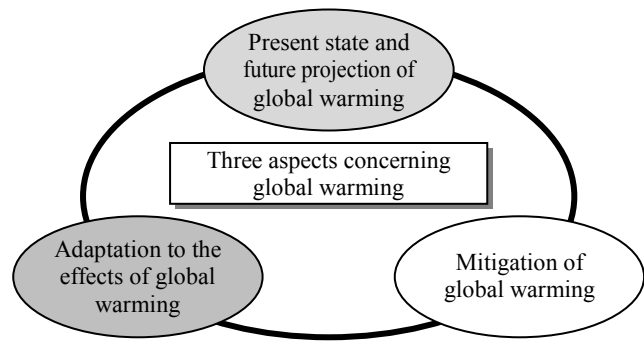 Present state and
future projection of
global warming
Three aspects concerning
global warming
Adaptation to the
effects of global
warming
Mitigation of
global warming